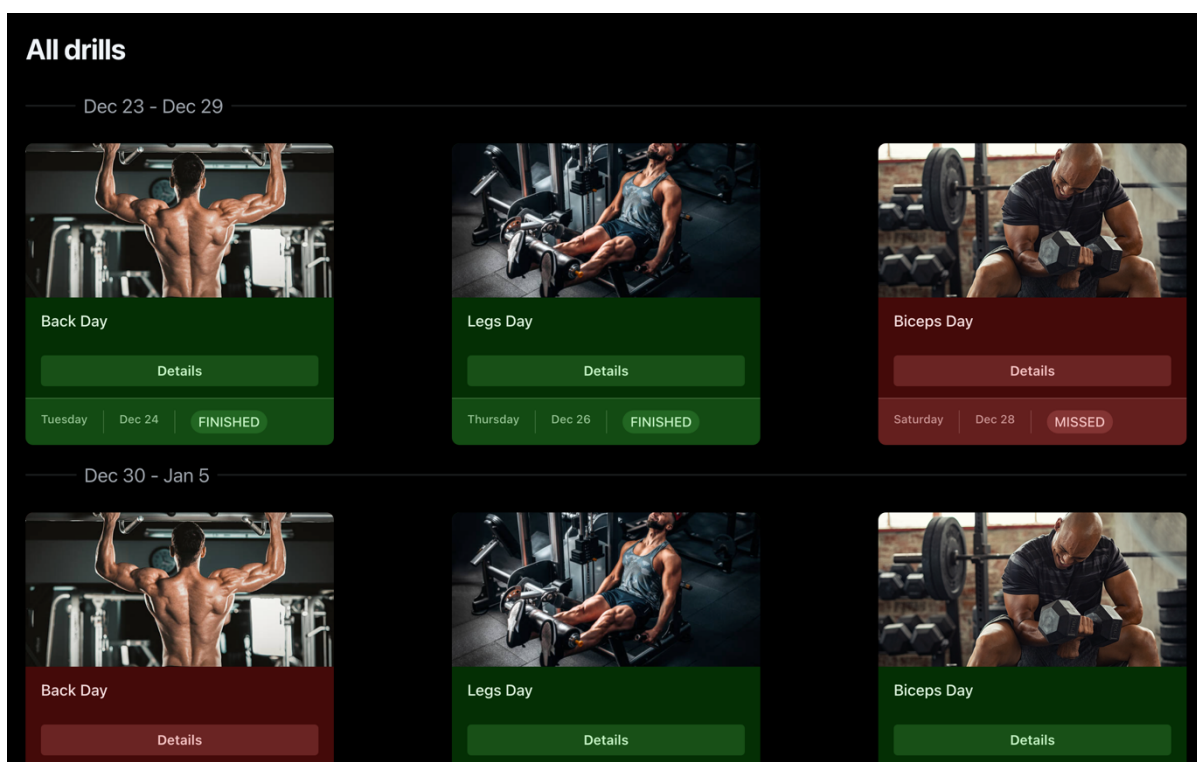 All drills
Dec 23 - Dec 29
Back Day
Details
Tuesday Dec 24 FINISHED
Legs Day
Details
Thursday Dec 26 FINISHED
Biceps Day
Details
Saturday Dec 28 MISSED
Dec 30 - Jan 5
Back Day
Details
Legs Day
Details
Biceps Day
Details